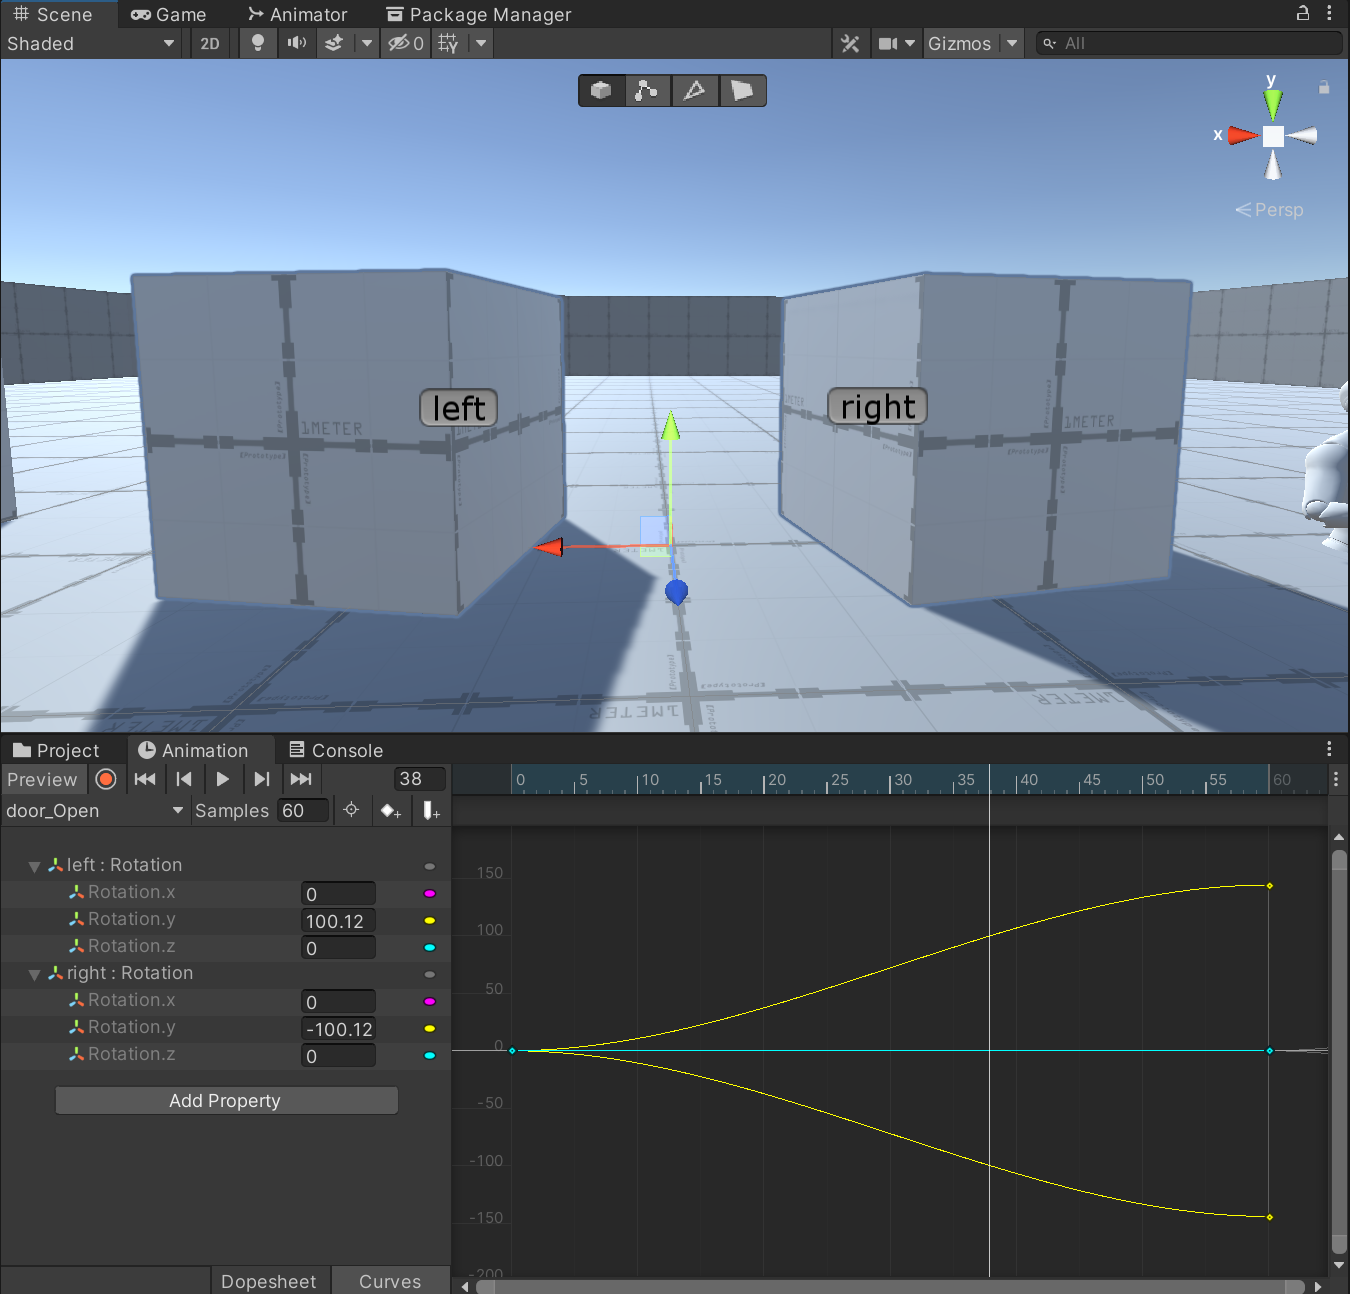 Scene Game Animator Package Manager
Shaded 2D 0 Gizmos All
y
x
Persp
left right
1METER 1METER
1METER 1METER 1METER
Project Animation Console
Preview 38 0 5 10 15 20 25 30 35 40 45 50 55 60
door_Open Samples 60
left : Rotation
Rotation.x 0
Rotation.y 100.12
Rotation.z 0
right : Rotation
Rotation.x 0
Rotation.y -100.12
Rotation.z 0
Add Property
150
100
50
0
-50
-100
-150
-200
Dopesheet Curves